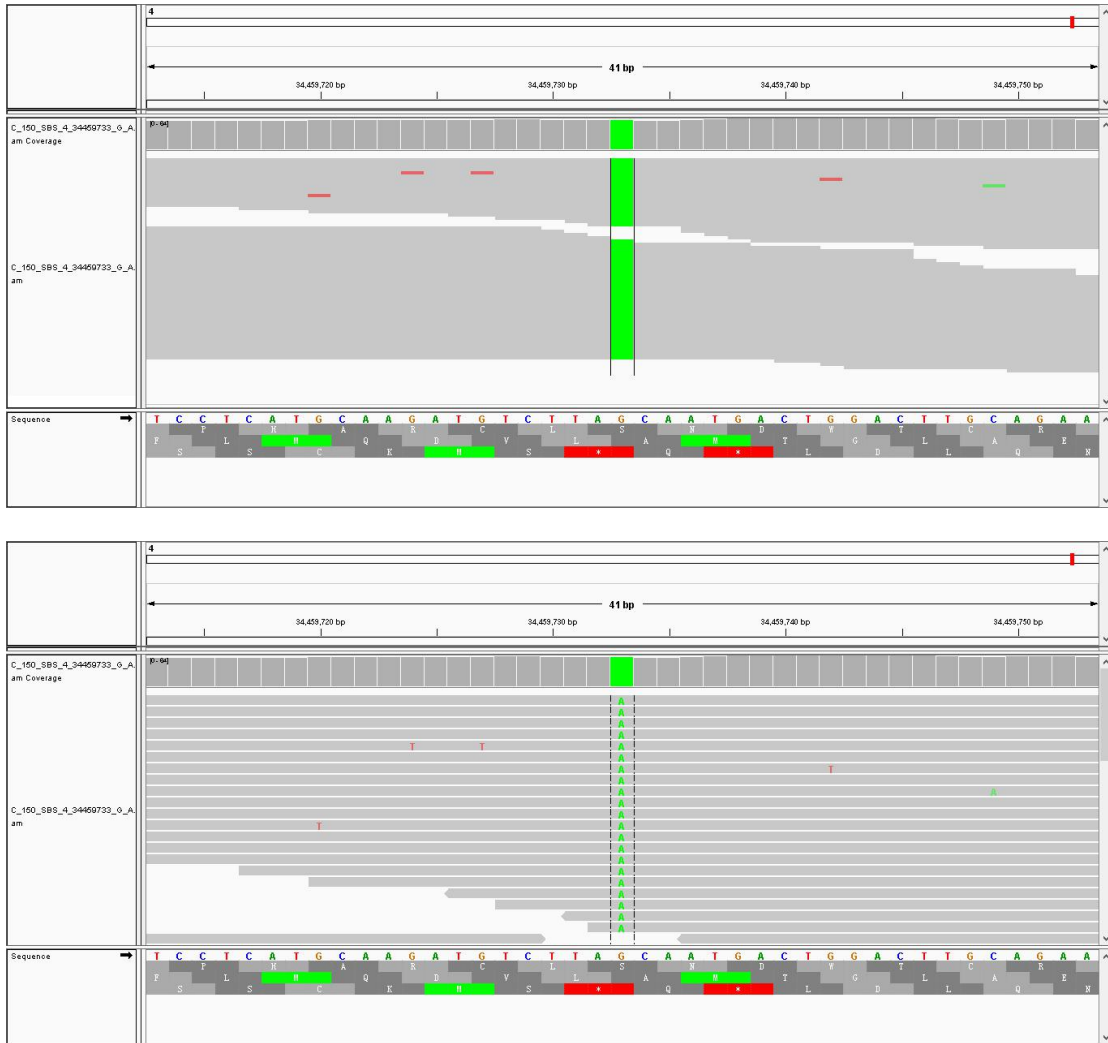 4
41 bp
34,459,720 bp 34,459,730 bp 34,459,740 bp 34,459,750 bp
C_150_SBS_4_34459733_G_A.
am Coverage
[0 - 64]
C_150_SBS_4_34459733_G_A.
am
Sequence
T C C T C A T G C A A G A T G T C T T A G C A A T G A C T G G A C T T G C A G A A
P H A R C L S N D W T C R
F L M Q D V L A M T G L A E
S S C K M S * Q * L D L Q N
4
41 bp
34,459,720 bp 34,459,730 bp 34,459,740 bp 34,459,750 bp
C_150_SBS_4_34459733_G_A.
am Coverage
[0 - 64]
A
A
A
A
T T A
A
T A
A
A A
A
A
T A
A
A
A
A
A
A
A
A
A
C_150_SBS_4_34459733_G_A.
am
Sequence
T C C T C A T G C A A G A T G T C T T A G C A A T G A C T G G A C T T G C A G A A
P H A R C L S N D W T C R
F L M Q D V L A M T G L A E
S S C K M S * Q * L D L Q N